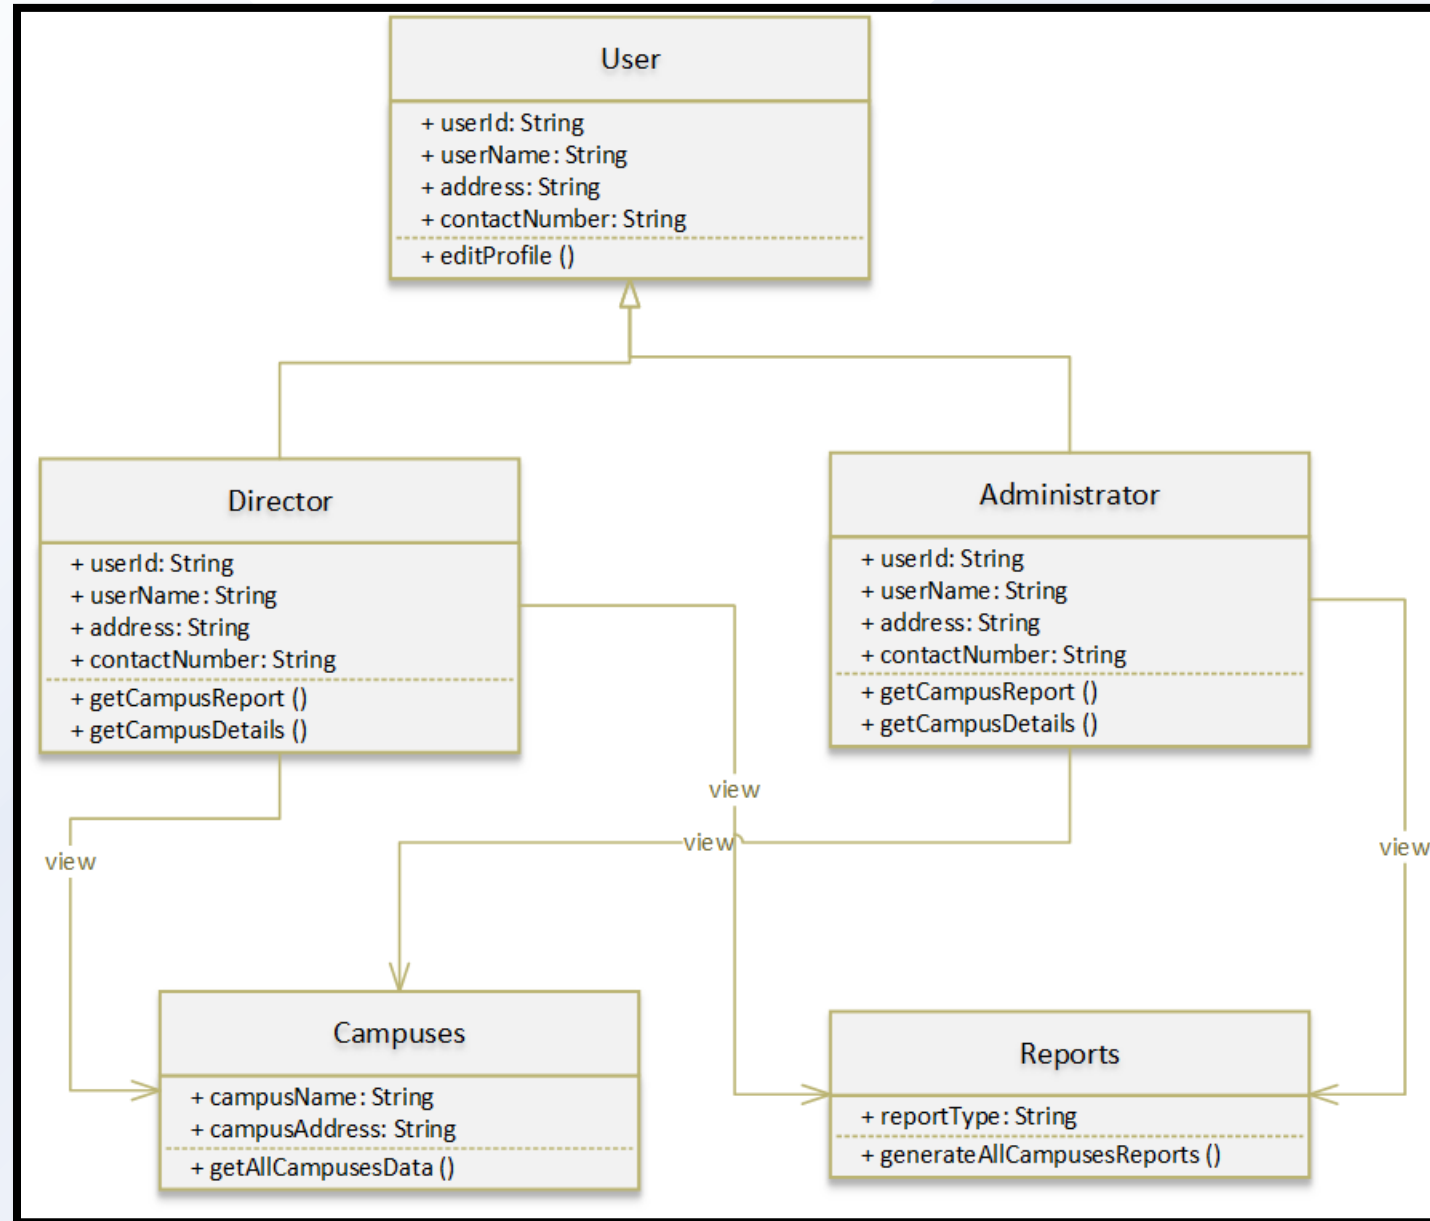 User
+ userId: String
+ userName: String
+ address: String
+ contactNumber: String
+ editProfile ()
Director
+ userId: String
+ userName: String
+ address: String
+ contactNumber: String
+ getCampusReport ()
+ getCampusDetails ()
Administrator
+ userId: String
+ userName: String
+ address: String
+ contactNumber: String
+ getCampusReport ()
+ getCampusDetails ()
view
view
view
view
Campuses
+ campusName: String
+ campusAddress: String
+ getAllCampusesData ()
Reports
+ reportType: String
+ generateAllCampusesReports ()